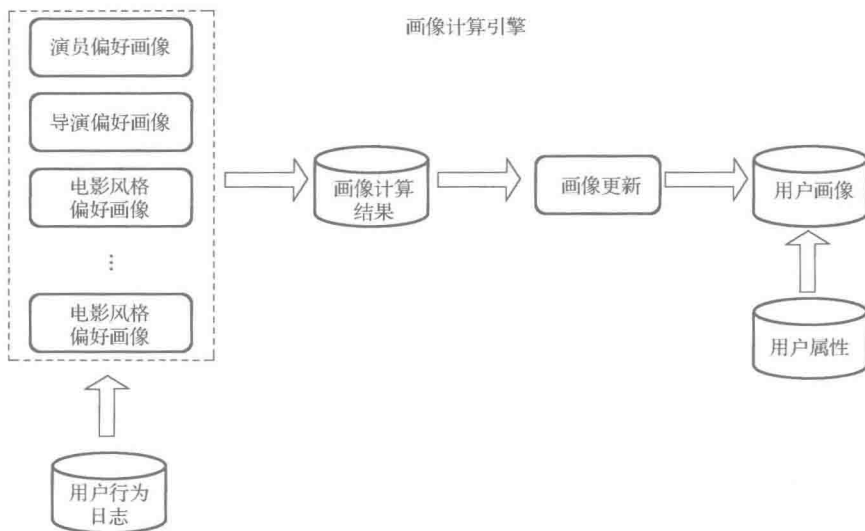 画像计算引擎
演员偏好画像
导演偏好画像
电影风格
偏好画像
⋮
电影风格
偏好画像
画像计算
结果
画像更新
用户画像
用户属性
用户行为
日志